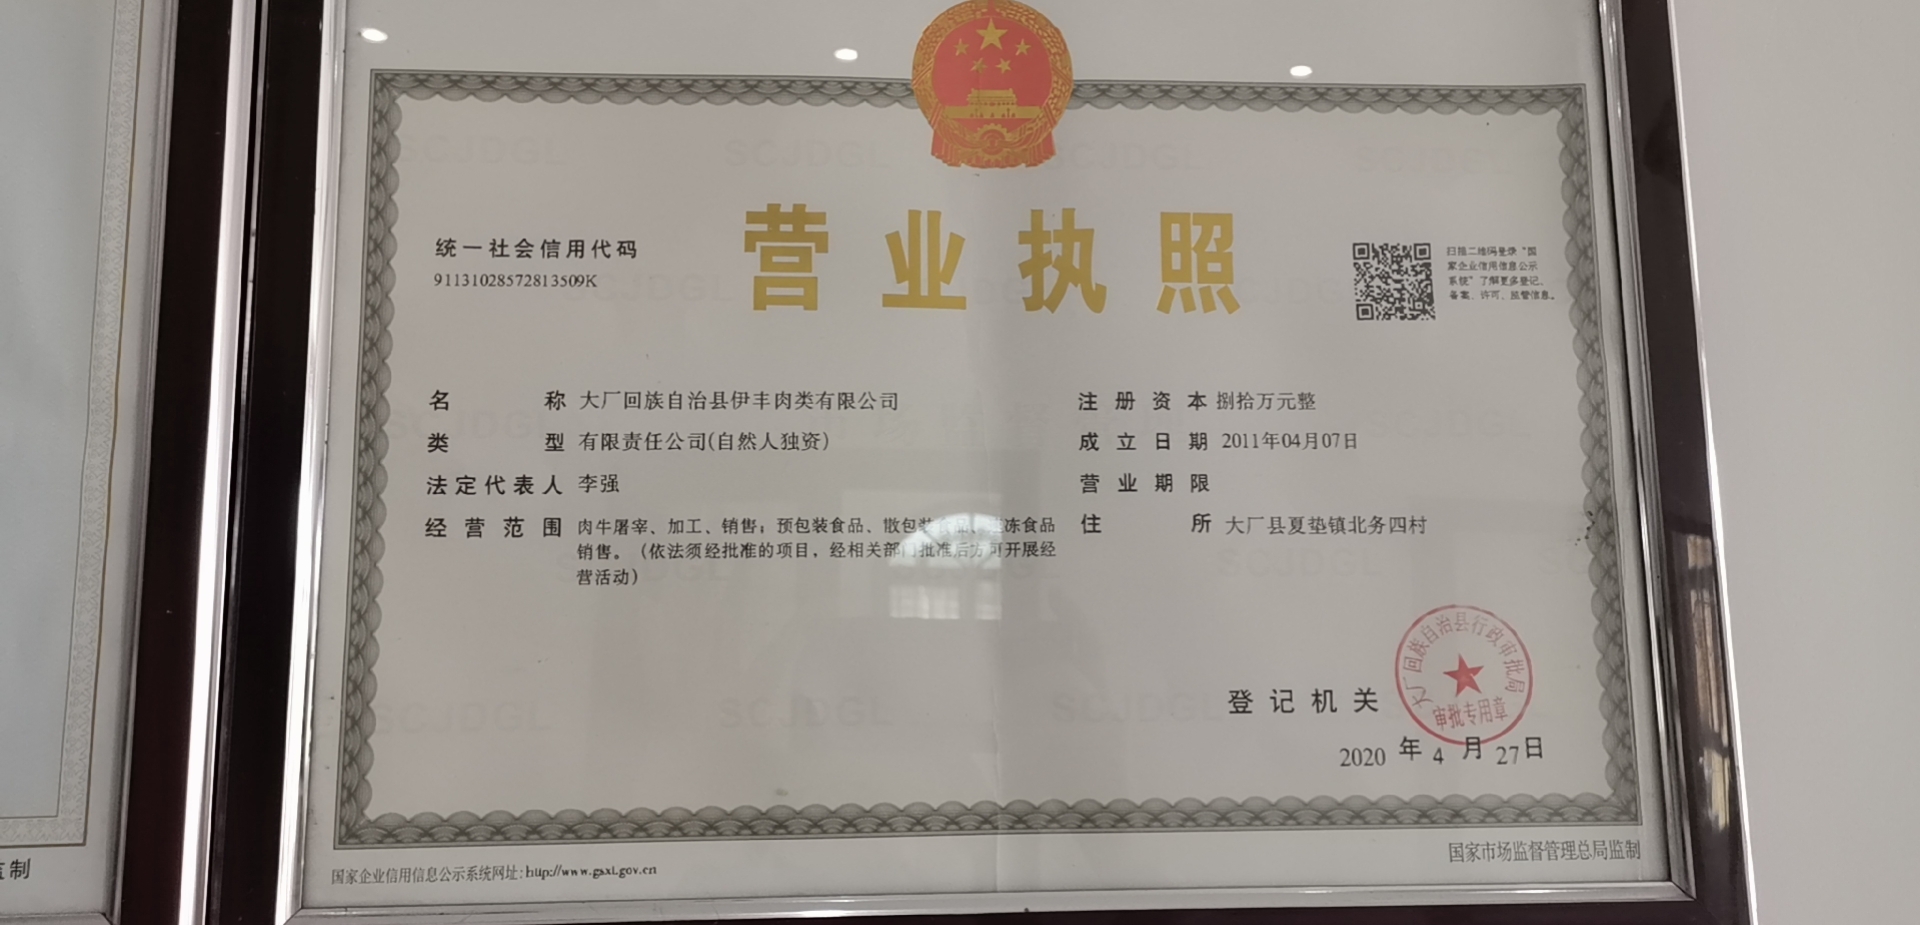 营业执照
统一社会信用代码
91131028572813509K
扫描二维码登录“国
家企业信用信息公示
系统”了解更多登记、
备案、许可、监管信息。
名称 大厂回族自治县伊丰肉类有限公司
类型 有限责任公司(自然人独资)
法定代表人 李强
经营范围 肉牛屠宰、加工、销售；预包装食品、散包装食品、冻食品
销售。（依法须经批准的项目，经相关部门批准后方可开展经
营活动）
注册资本 捌拾万元整
成立日期 2011年04月07日
营业期限
住所 大厂县夏垫镇北务四村
登记机关
大厂回族自治县行政审批局
审批专用章
2020 年 4 月 27 日
国家企业信用信息公示系统网址：http://www.gsxt.gov.cn
国家市场监督管理总局监制
监制
SCJDGL